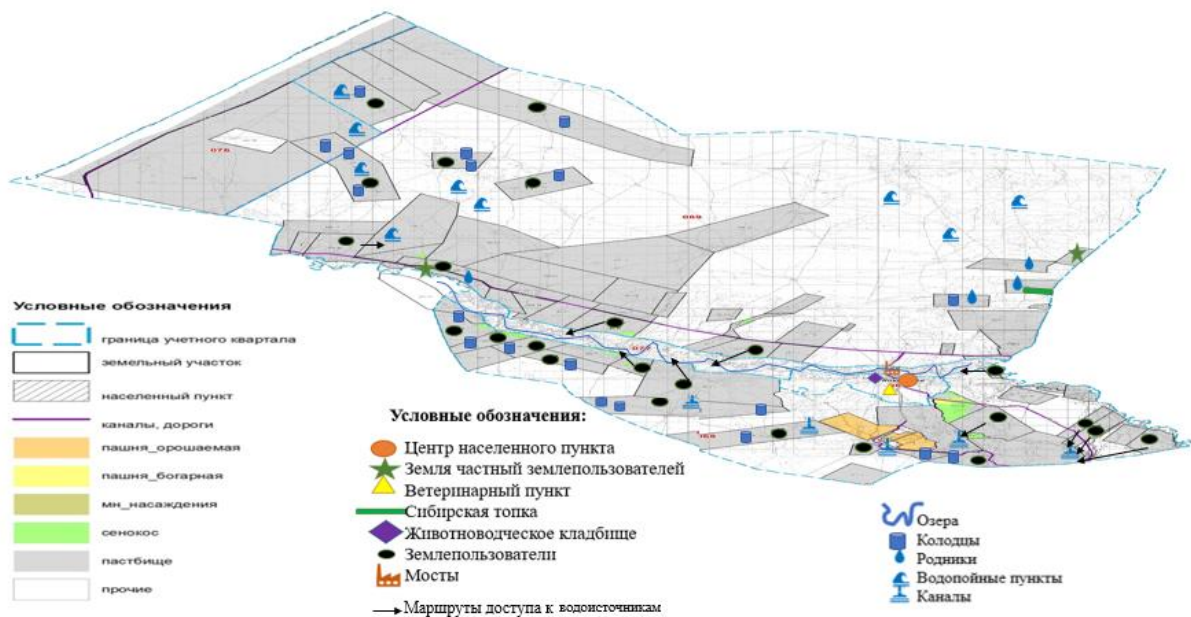 076
069
077
168
Условные обозначения
граница учетного квартала
земельный участок
населенный пункт
каналы, дороги
пашня_орошаемая
пашня_богарная
мн_насаждения
сенокос
пастбище
прочие
Условные обозначения:
Центр населенного пункта
Земля частный землепользователей
Ветеринарный пункт
Сибирская топка
Животноводческое кладбище
Землепользователи
Мосты
Маршруты доступа к водоисточникам
Озера
Колодцы
Родники
Водопойные пункты
Каналы